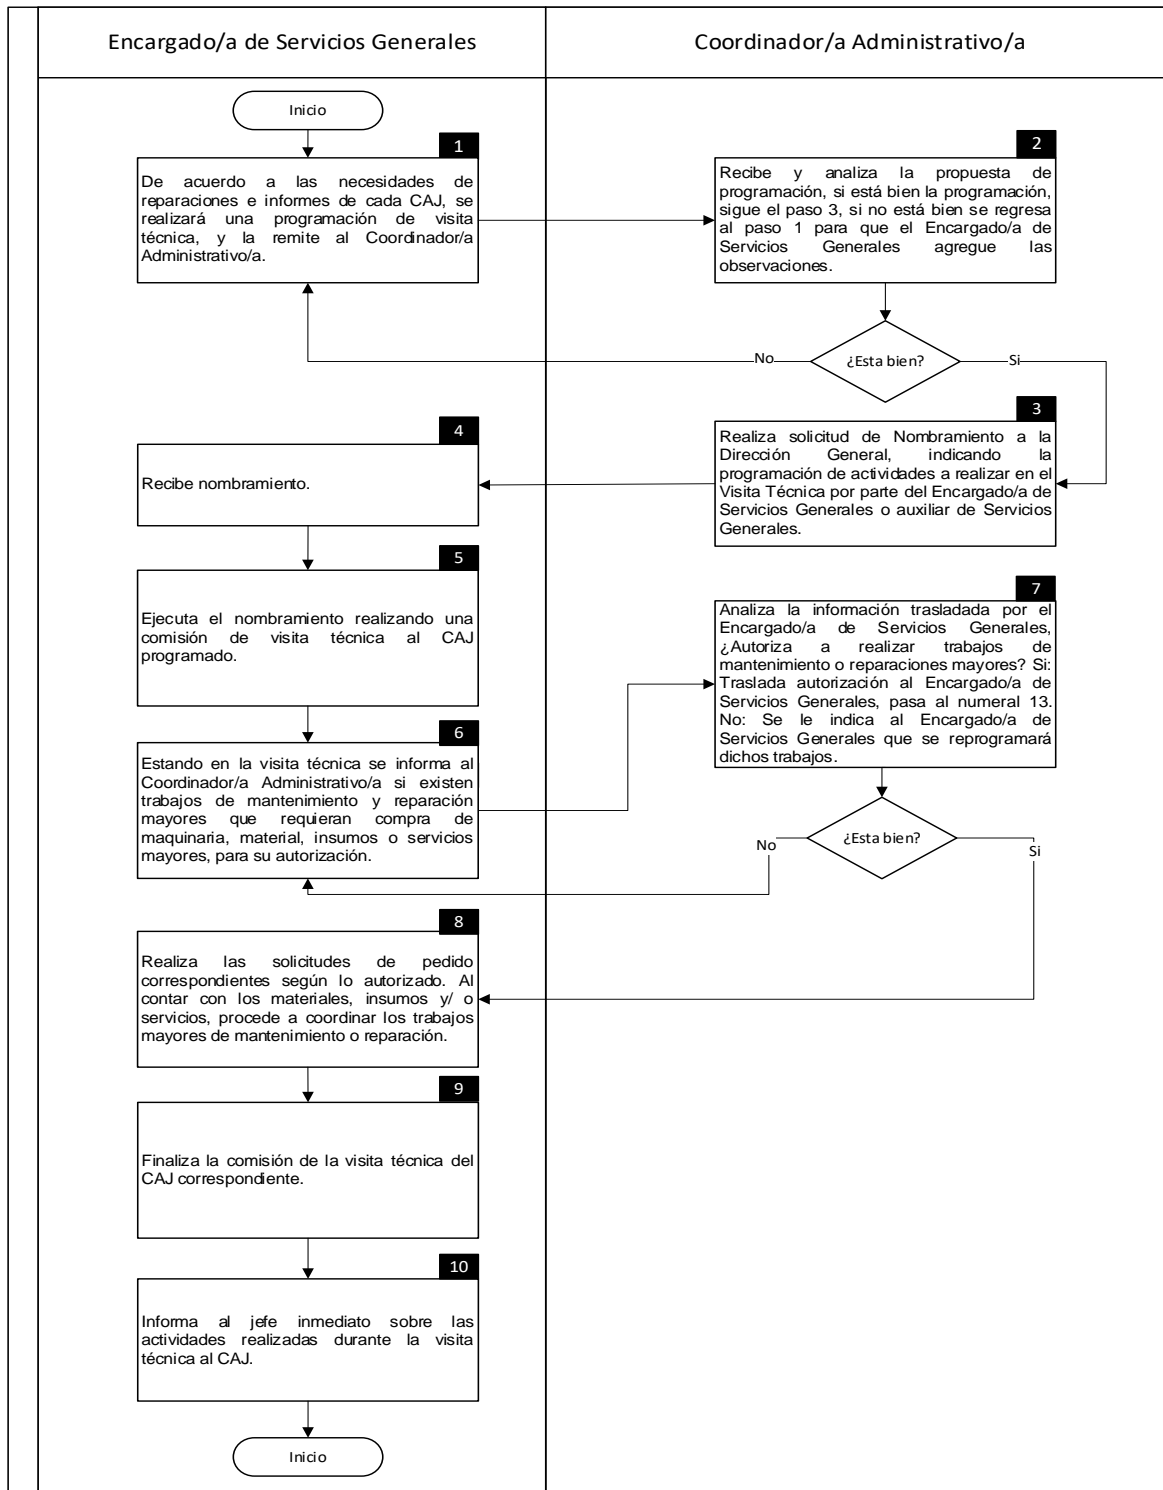 Encargado/a de Servicios Generales
Coordinador/a Administrativo/a
Inicio
1
De acuerdo a las necesidades de
reparaciones e informes de cada CAJ, se
realizará una programación de visita
técnica, y la remite al Coordinador/a
Administrativo/a.
2
Recibe y analiza la propuesta de
programación, si está bien la programación,
sigue el paso 3, si no está bien se regresa
al paso 1 para que el Encargado/a de
Servicios Generales agregue las
observaciones.
¿Esta bien?
No
Si
3
Realiza solicitud de Nombramiento a la
Dirección General, indicando la
programación de actividades a realizar en el
Visita Técnica por parte del Encargado/a de
Servicios Generales o auxiliar de Servicios
Generales.
4
Recibe nombramiento.
5
Ejecuta el nombramiento realizando una
comisión de visita técnica al CAJ
programado.
6
Estando en la visita técnica se informa al
Coordinador/a Administrativo/a si existen
trabajos de mantenimiento y reparación
mayores que requieran compra de
maquinaria, material, insumos o servicios
mayores, para su autorización.
7
Analiza la información trasladada por el
Encargado/a de Servicios Generales,
¿Autoriza a realizar trabajos de
mantenimiento o reparaciones mayores? Si:
Traslada autorización al Encargado/a de
Servicios Generales, pasa al numeral 13.
No: Se le indica al Encargado/a de
Servicios Generales que se reprogramará
dichos trabajos.
¿Esta bien?
No
Si
8
Realiza las solicitudes de pedido
correspondientes según lo autorizado. Al
contar con los materiales, insumos y/ o
servicios, procede a coordinar los trabajos
mayores de mantenimiento o reparación.
9
Finaliza la comisión de la visita técnica del
CAJ correspondiente.
10
Informa al jefe inmediato sobre las
actividades realizadas durante la visita
técnica al CAJ.
Inicio